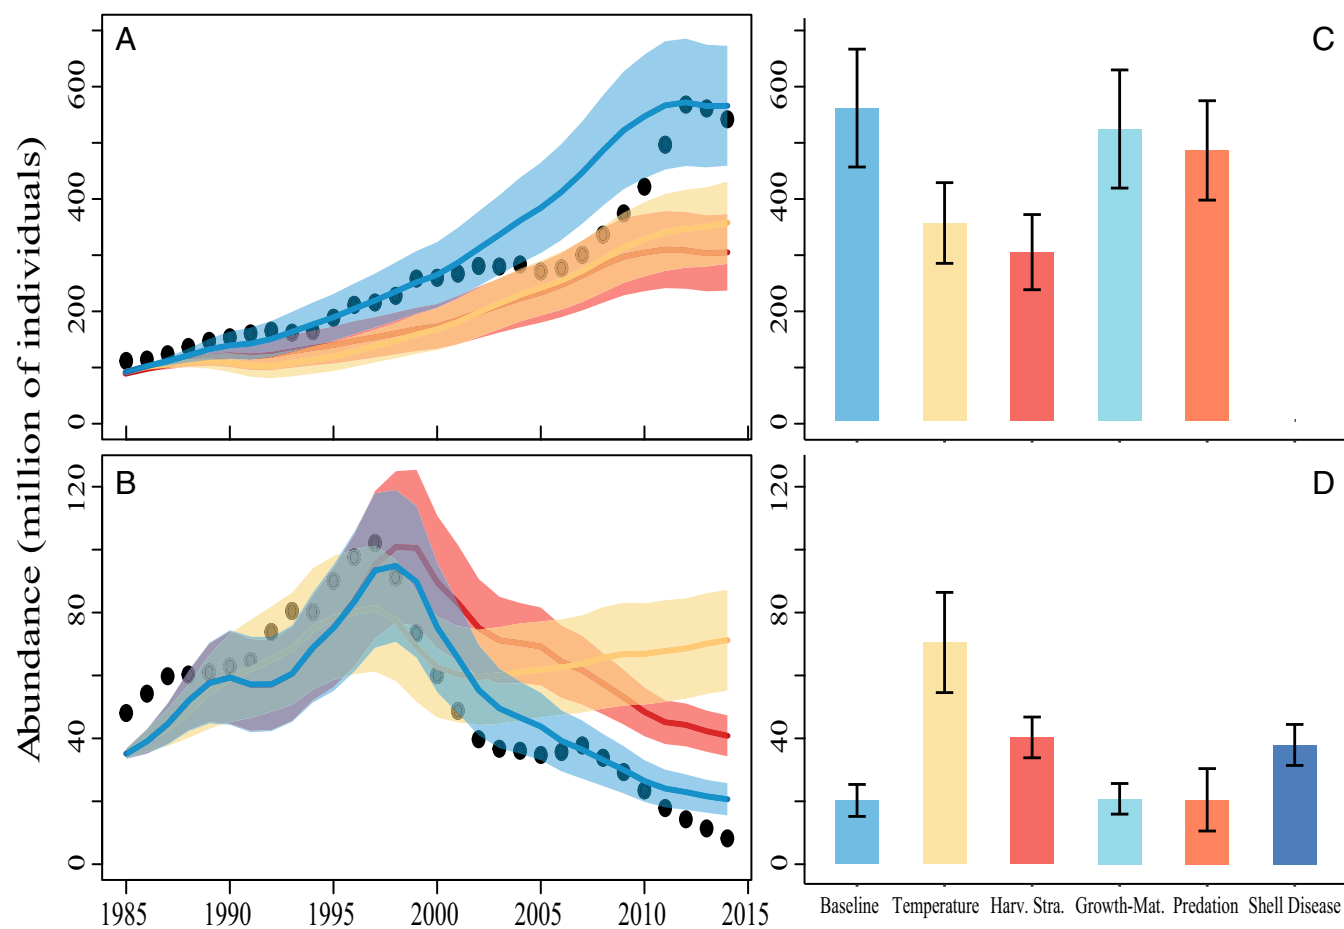 Abundance (million of individuals)
A
600
400
200
0
B
120
80
40
0
1985 1990 1995 2000 2005 2010 2015
C
600
400
200
0
D
120
80
40
0
Baseline Temperature Harv. Stra. Growth-Mat. Predation Shell Disease